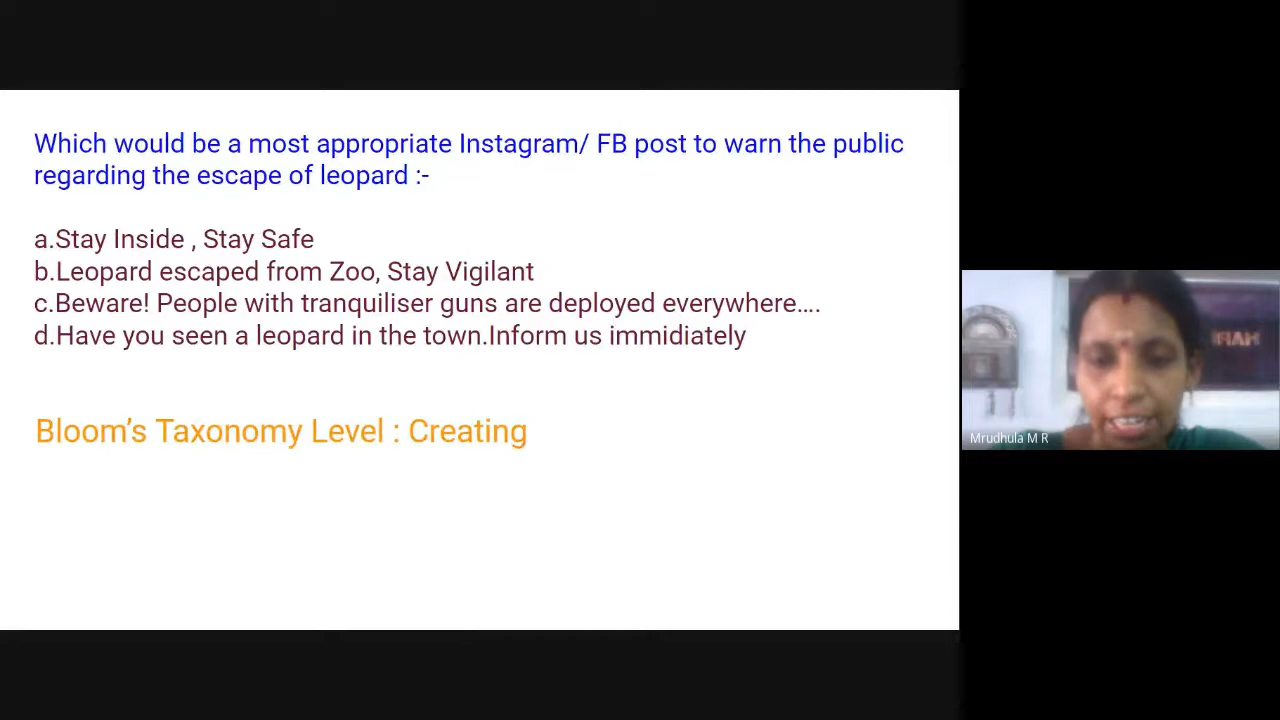 Which would be a most appropriate Instagram/ FB post to warn the public
regarding the escape of leopard :-
a.Stay Inside , Stay Safe
b.Leopard escaped from Zoo, Stay Vigilant
c.Beware! People with tranquiliser guns are deployed everywhere....
d.Have you seen a leopard in the town.Inform us immidiately
Bloom's Taxonomy Level : Creating
Mrudhula M R